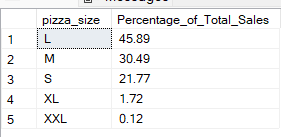 Messages
pizza_size Percentage_of_Total_Sales
1 L 45.89
2 M 30.49
3 S 21.77
4 XL 1.72
5 XXL 0.12